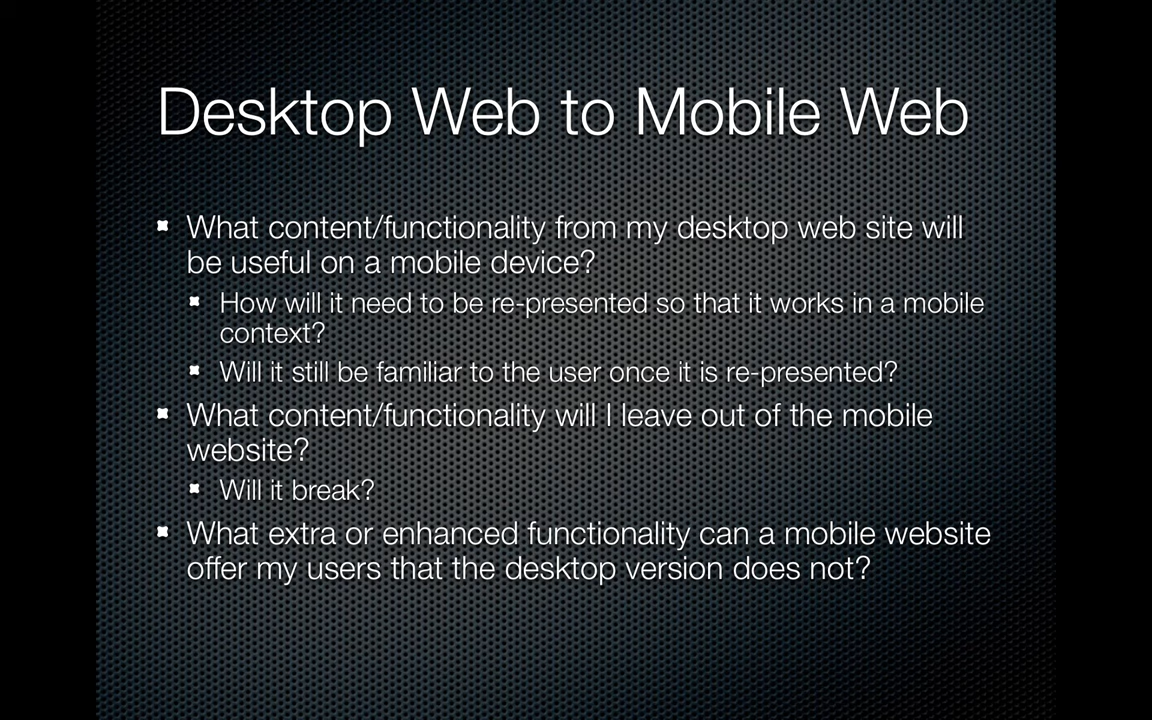 Desktop Web to Mobile Web
What content/functionality from my desktop web site will
be useful on a mobile device?
How will it need to be re-presented so that it works in a mobile
context?
Will it still be familiar to the user once it is re-presented?
What content/functionality will I leave out of the mobile
website?
Will it break?
What extra or enhanced functionality can a mobile website
offer my users that the desktop version does not?